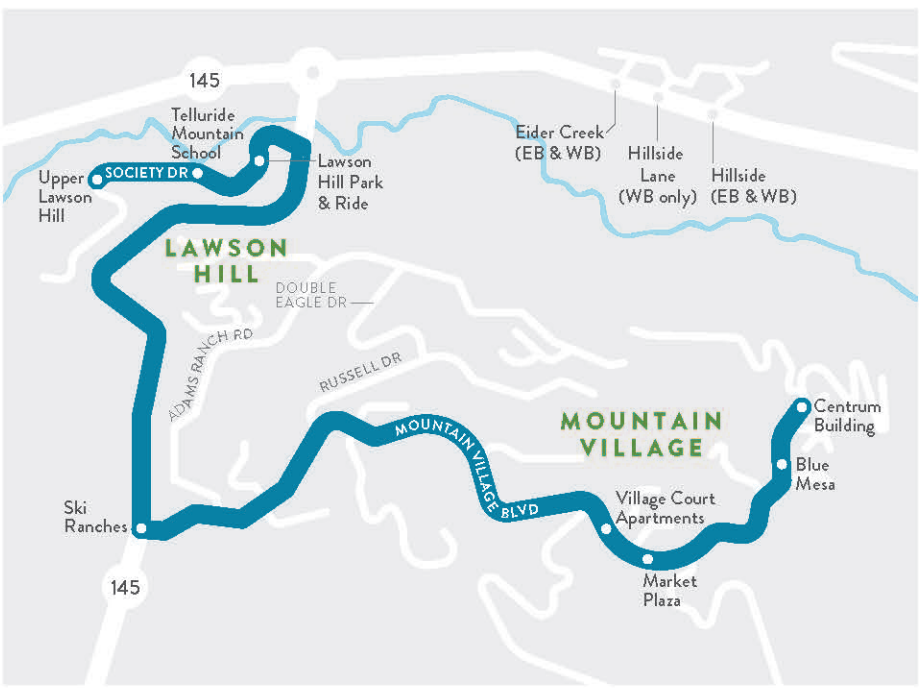 145
Telluride
Mountain
School
Eider Creek
(EB & WB)
Hillside
Lane
(WB only)
Hillside
(EB & WB)
Upper
Lawson
Hill
SOCIETY DR
Lawson
Hill Park
& Ride
LAWSON
HILL
DOUBLE
EAGLE DR
ADAMS RANCH RD
RUSSELL DR
MOUNTAIN VILLAGE BLVD
MOUNTAIN
VILLAGE
Centrum
Building
Blue
Mesa
Ski
Ranches
Village Court
Apartments
Market
Plaza
145